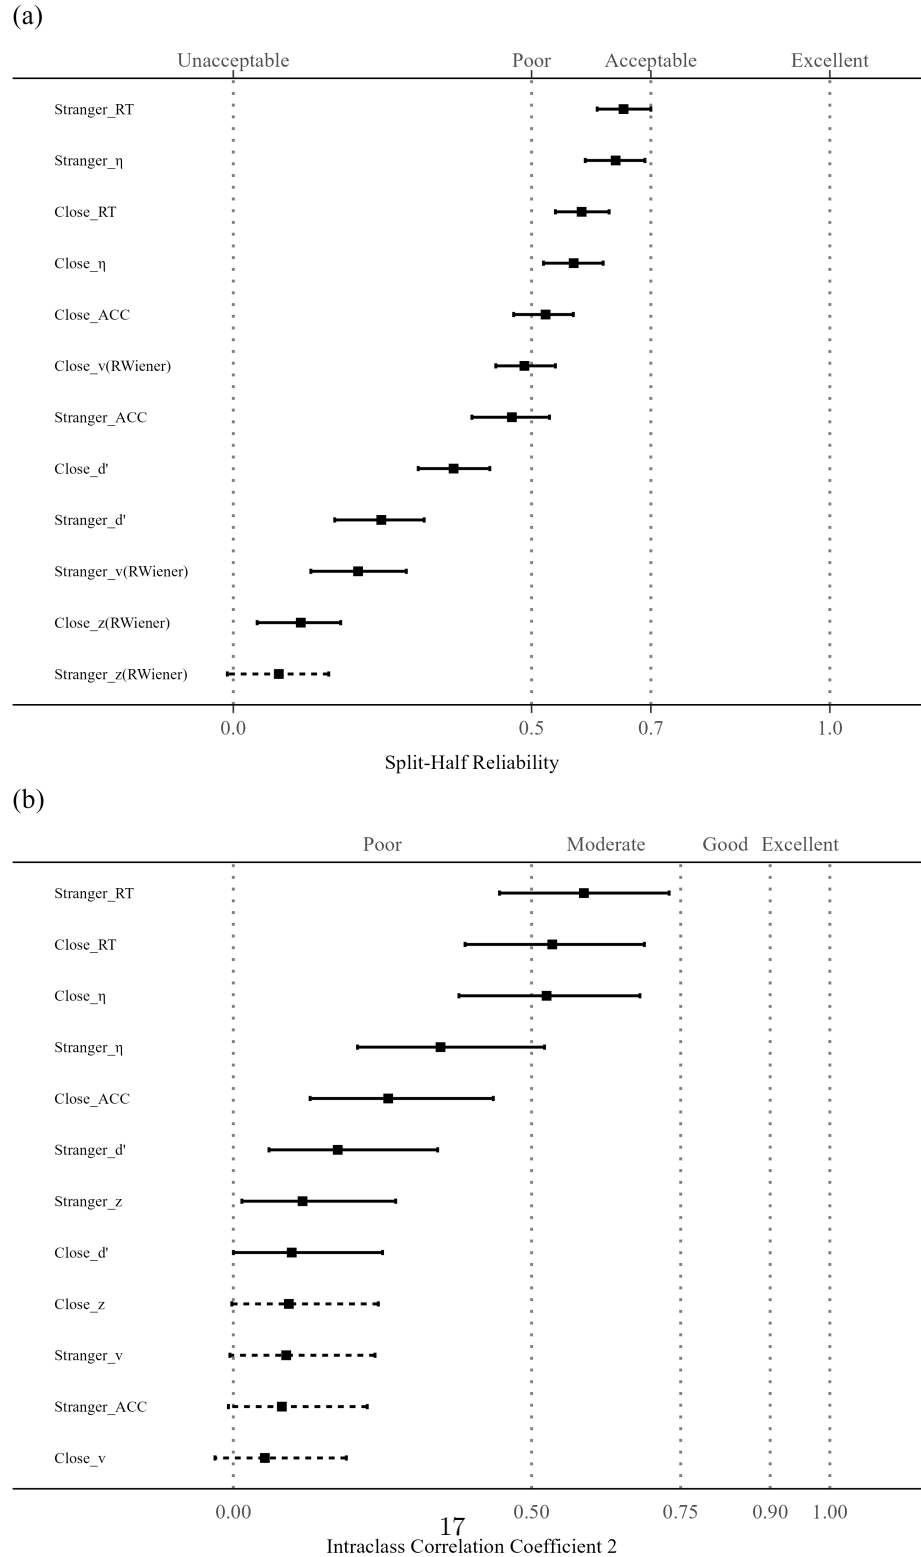 (a)
Unacceptable Poor Acceptable Excellent
Stranger_RT
Stranger_η
Close_RT
Close_η
Close_ACC
Close_v(RWiener)
Stranger_ACC
Close_d'
Stranger_d'
Stranger_v(RWiener)
Close_z(RWiener)
Stranger_z(RWiener)
0.0 0.5 0.7 1.0
Split-Half Reliability
(b)
Poor Moderate Good Excellent
Stranger_RT
Close_RT
Close_η
Stranger_η
Close_ACC
Stranger_d'
Stranger_z
Close_d'
Close_z
Stranger_v
Stranger_ACC
Close_v
0.00 0.50 0.75 0.90 1.00
17
Intraclass Correlation Coefficient 2